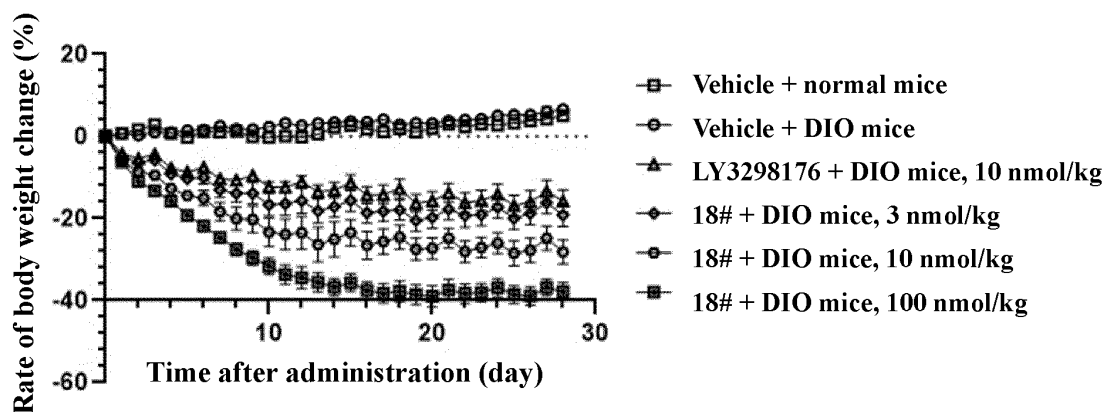 Rate of body weight change (%)
20
0
-20
-40
-60
10
20
30
Time after administration (day)
Vehicle + normal mice
Vehicle + DIO mice
LY3298176 + DIO mice, 10 nmol/kg
18# + DIO mice, 3 nmol/kg
18# + DIO mice, 10 nmol/kg
18# + DIO mice, 100 nmol/kg